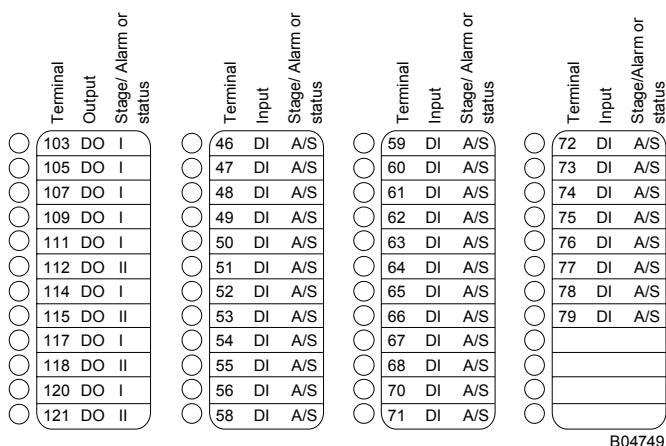 Terminal Output Stage/ Alarm or status
103 DO I
105 DO I
107 DO I
109 DO I
111 DO I
112 DO II
114 DO I
115 DO II
117 DO I
118 DO II
120 DO I
121 DO II
Terminal Input Stage/ Alarm or status
46 DI A/S
47 DI A/S
48 DI A/S
49 DI A/S
50 DI A/S
51 DI A/S
52 DI A/S
53 DI A/S
54 DI A/S
55 DI A/S
56 DI A/S
58 DI A/S
Terminal Input Stage/ Alarm or status
59 DI A/S
60 DI A/S
61 DI A/S
62 DI A/S
63 DI A/S
64 DI A/S
65 DI A/S
66 DI A/S
67 DI A/S
68 DI A/S
70 DI A/S
71 DI A/S
Terminal Input Stage/Alarm or status
72 DI A/S
73 DI A/S
74 DI A/S
75 DI A/S
76 DI A/S
77 DI A/S
78 DI A/S
79 DI A/S
B04749